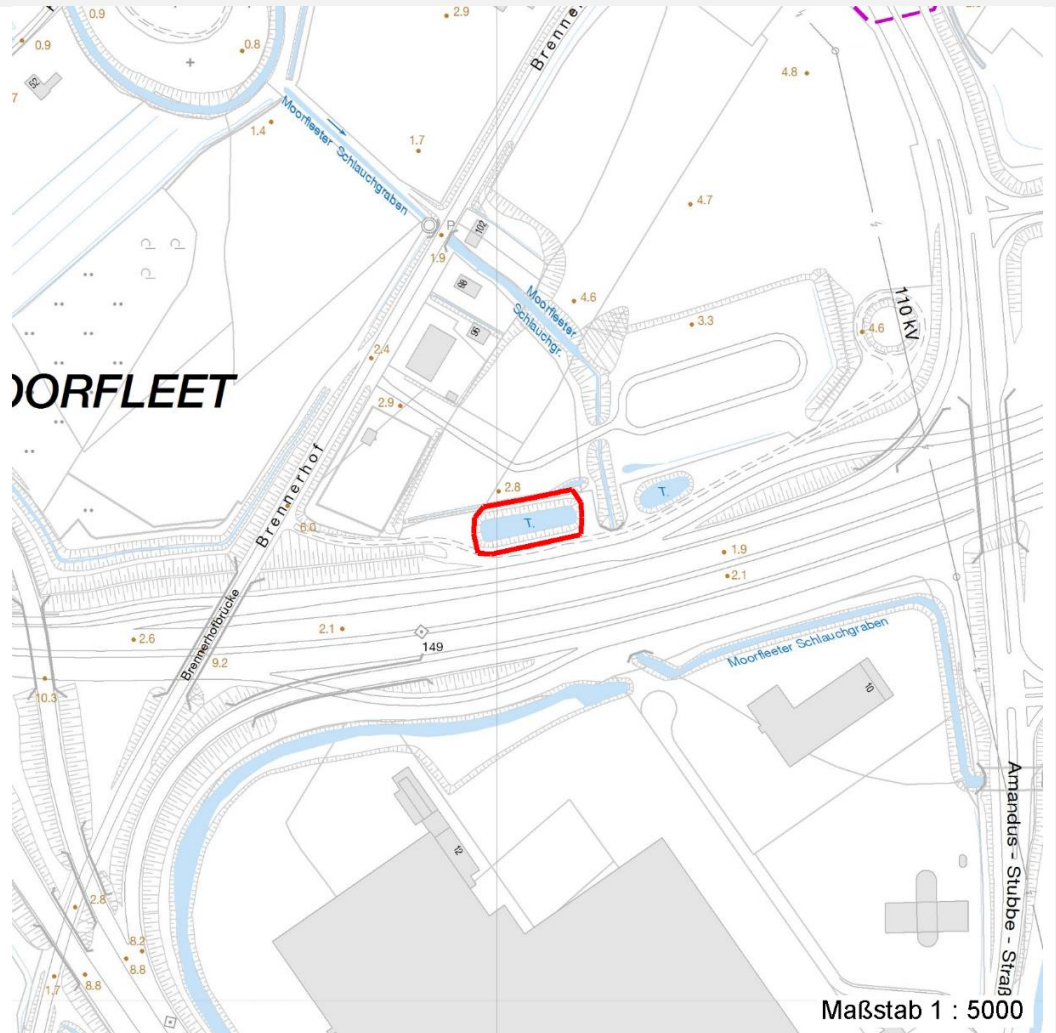 0.9
2.9
0.9
0.8
52
7
4.8
Brenne
Moorfleeter Schlauchgraben
1.4
1.7
4.7
P
102
1.9
98
Moorfleeter
Schlauchgr.
4.6
96
3.3
4.6
110 kV
2.4
OORFLEET
2.9
Brennerhof
2.8
T.
T.
6.0
1.9
2.1
Brennerhofbrücke
2.6
2.1
149
9.2
Moorfleeter Schlauchgraben
10.3
10
Amandus - Stubbe - Straß
12
2.8
8.2
8.8
1.7
8.8
Maßstab 1 : 5000